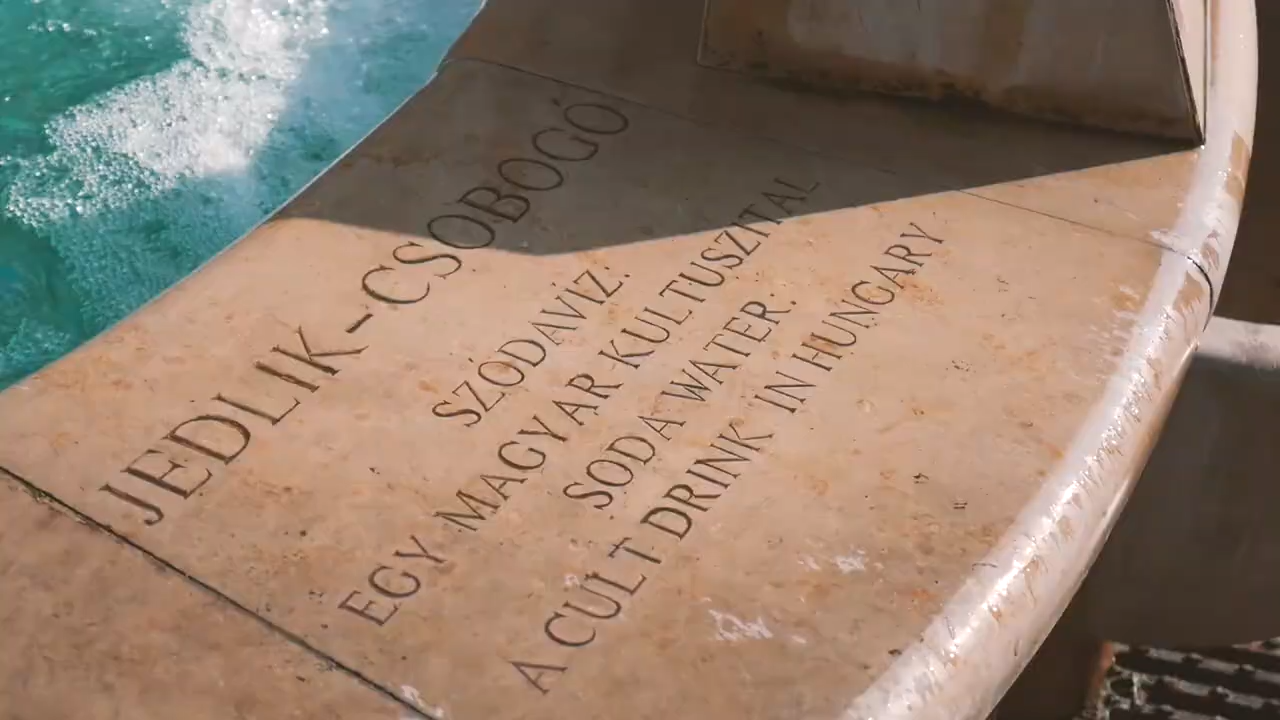 JEDLIK-CSOBOGÓ
SZÓDAVÍZ:
EGY MAGYAR KULTUSZITAL
SODA WATER:
A CULT DRINK IN HUNGARY